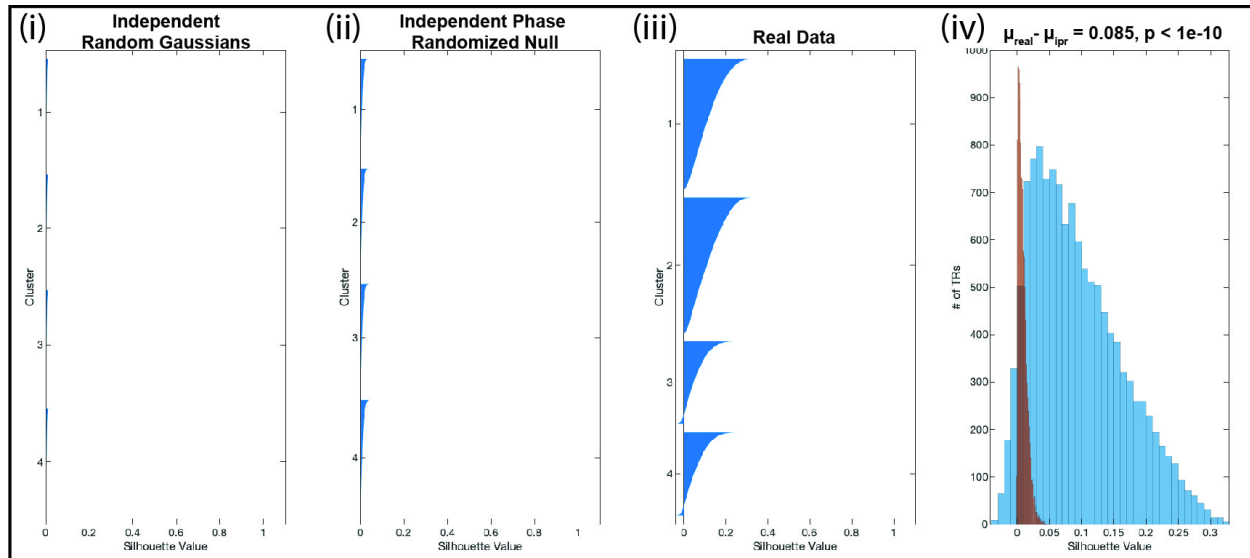 (i)
Independent
Random Gaussians
Cluster
1
2
3
4
0
0.2
0.4
0.6
0.8
1
Silhouette Value
(ii)
Independent Phase
Randomized Null
Cluster
1
2
3
4
0
0.2
0.4
0.6
0.8
1
Silhouette Value
(iii)
Real Data
Cluster
1
2
3
4
0
0.2
0.4
0.6
0.8
1
Silhouette Value
(iv)
μreal- μipr = 0.085, p < 1e-10
# of TRs
1000
900
800
700
600
500
400
300
200
100
0
0
0.05
0.1
0.15
0.2
0.25
0.3
Silhouette Value